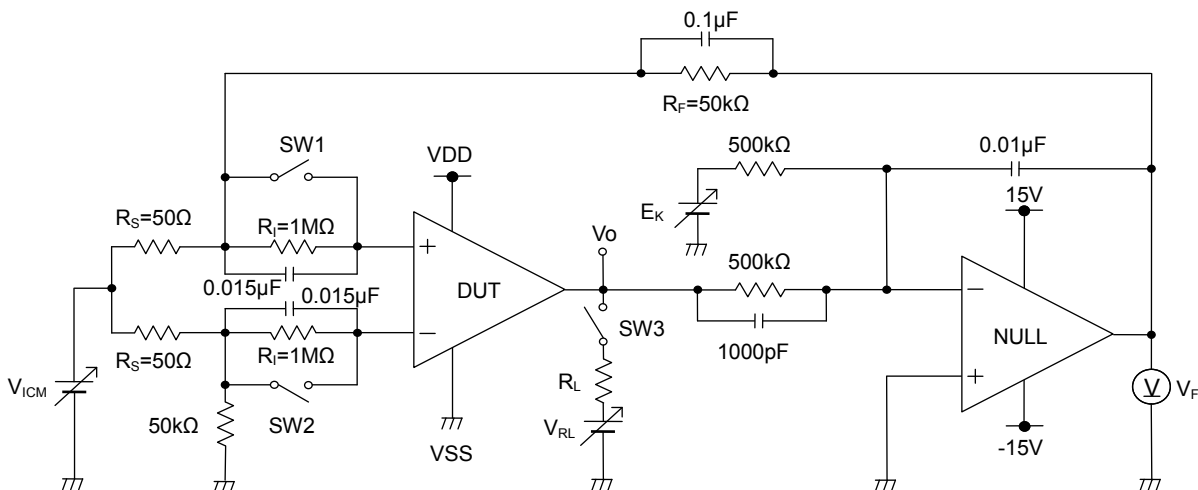 0.1µF
RF=50kΩ
SW1
VDD
500kΩ
0.01µF
15V
RS=50Ω
RI=1MΩ
EK
Vo
500kΩ
0.015µF
0.015µF
DUT
NULL
RS=50Ω
RI=1MΩ
SW3
1000pF
VICM
50kΩ
SW2
VSS
RL
VRL
-15V
V
VF
+
−
−
+